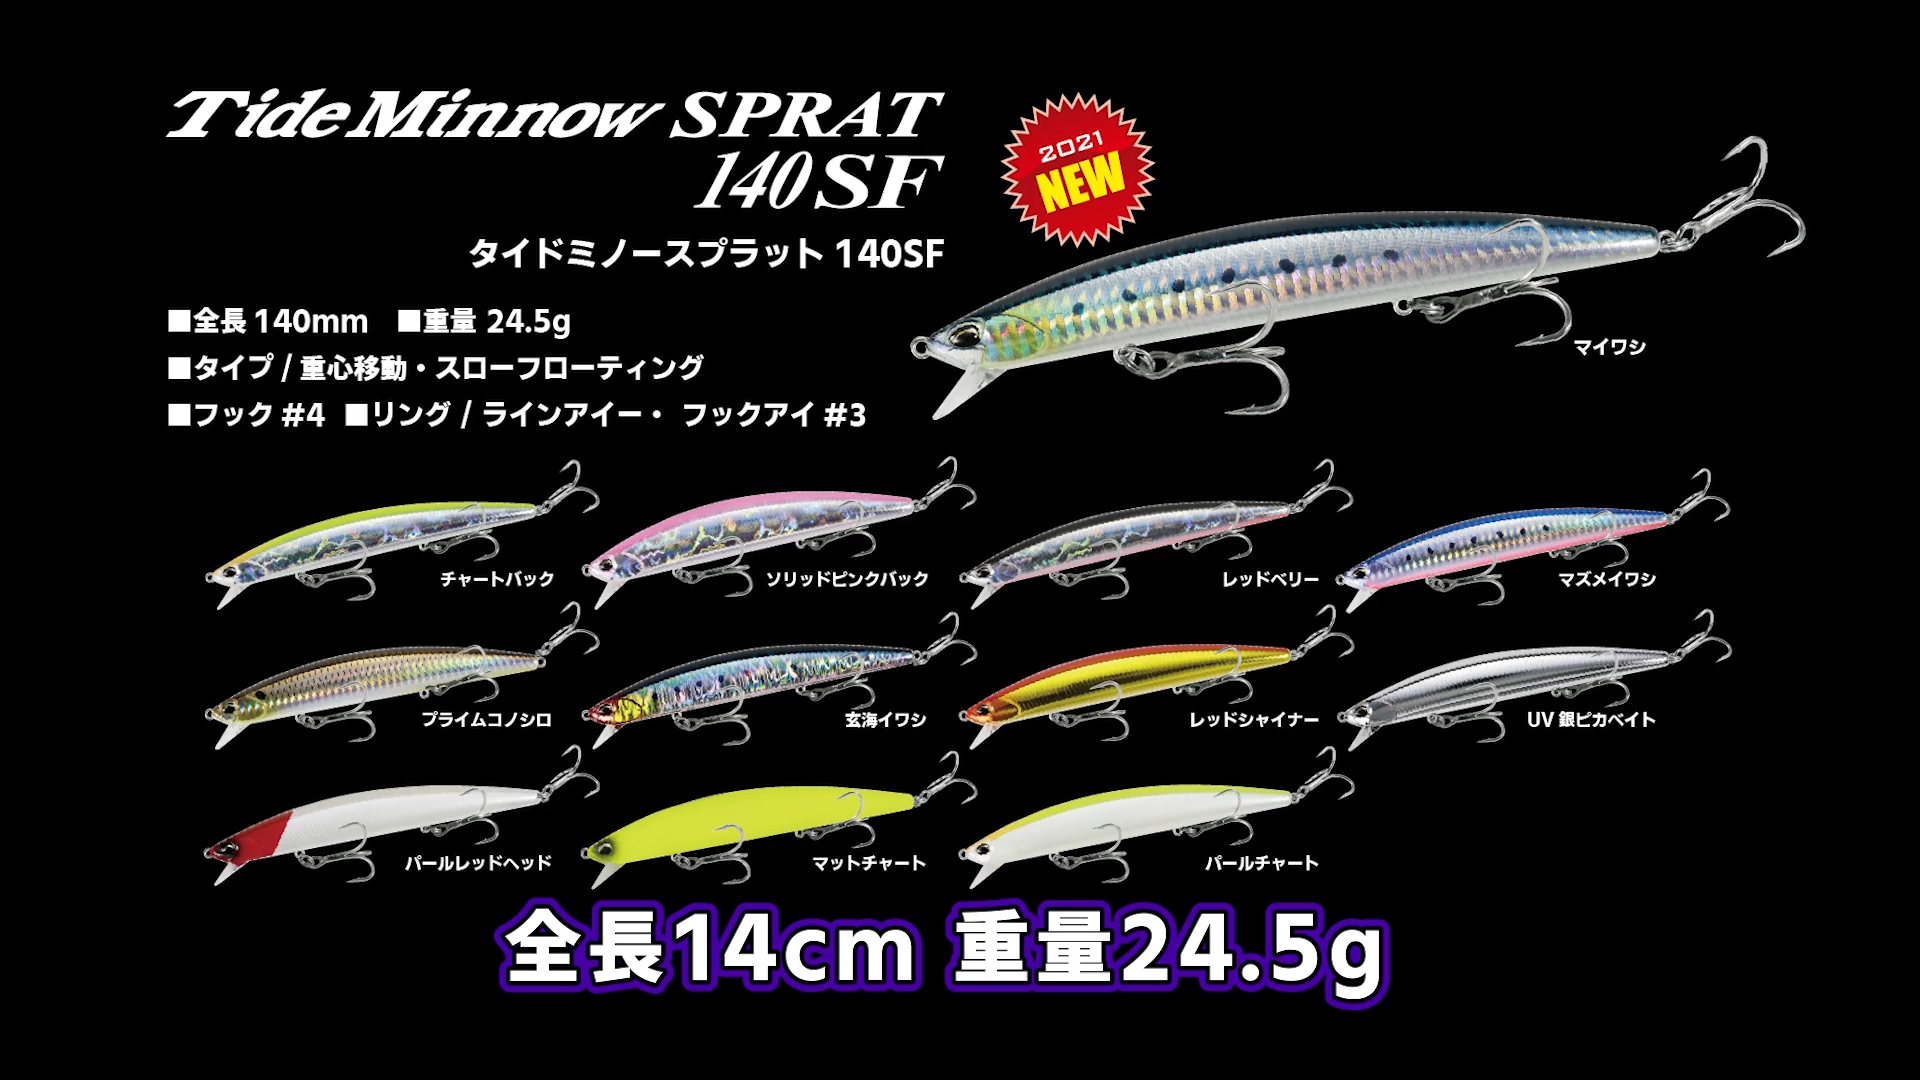 Tide Minnow SPRAT
140 SF
タイドミノースプラット 140SF
2021
NEW
■全長 140mm ■重量 24.5g
■タイプ / 重心移動・スローフローティング
■フック #4 ■リング / ラインアイー・ フックアイ #3
マイワシ
チャートバック
ソリッドピンクバック
レッドベリー
マズメイワシ
プライムコノシロ
玄海イワシ
レッドシャイナー
UV 銀ピカベイト
パールレッドヘッド
マットチャート
パールチャート
全長14cm 重量24.5g